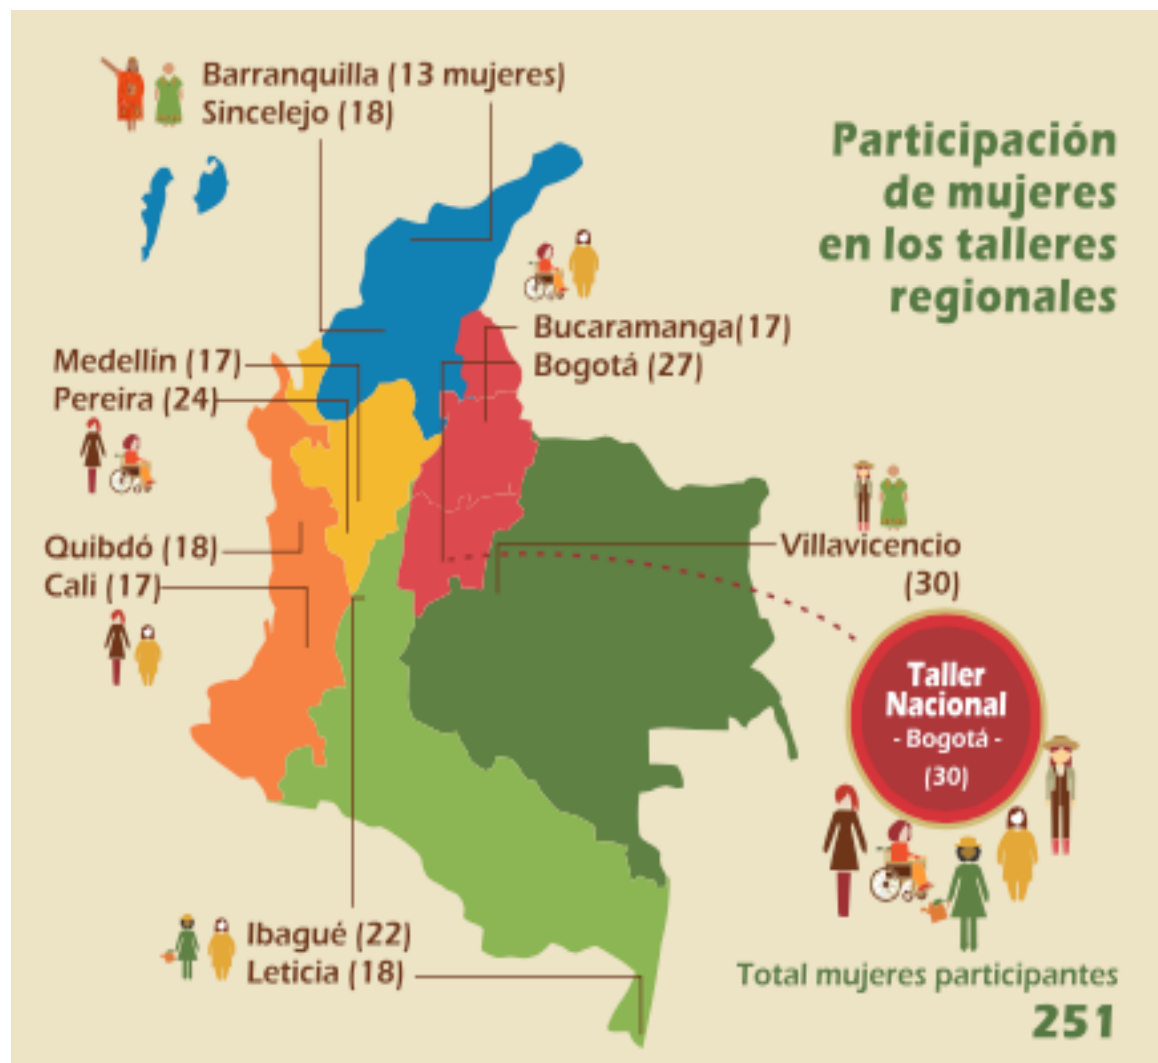 Barranquilla (13 mujeres)
Sincelejo (18)
Participación
de mujeres
en los talleres
regionales
Bucaramanga(17)
Bogotá (27)
Medellín (17)
Pereira (24)
Quibdó (18)
Cali (17)
Villavicencio
(30)
Taller
Nacional
- Bogotá -
(30)
Ibagué (22)
Leticia (18)
Total mujeres participantes
251